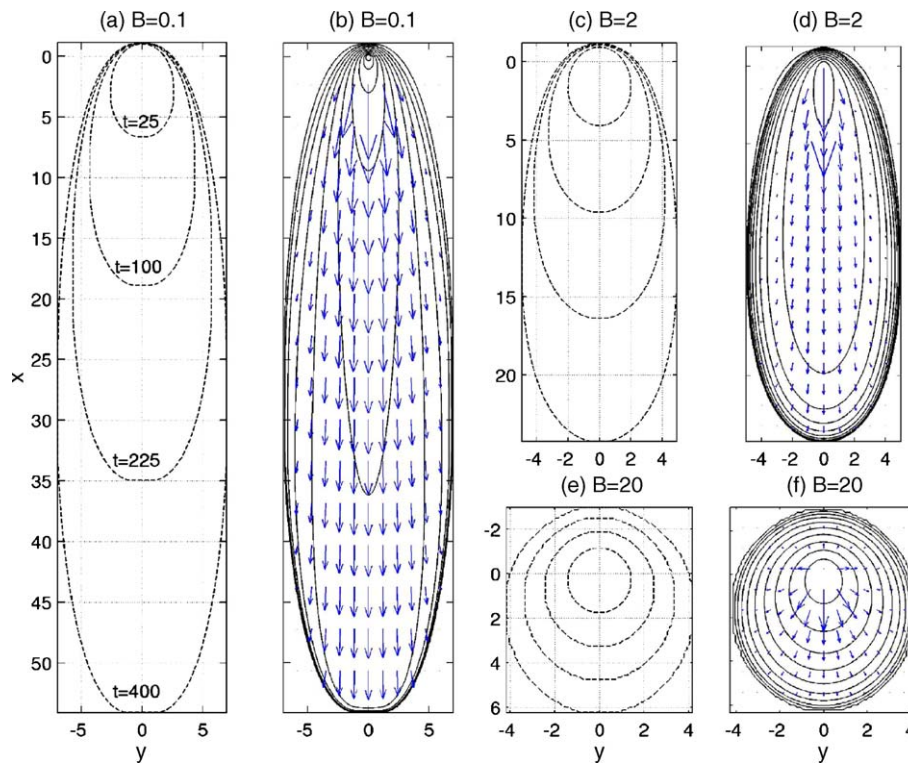 (a) B=0.1
(b) B=0.1
(c) B=2
(d) B=2
0
5
10
15
20
25
30
35
40
45
50
x
t=25
t=100
t=225
t=400
-5 0 5
y
-5 0 5
y
0
5
10
15
20
-4 -2 0 2 4
-4 -2 0 2 4
(e) B=20
(f) B=20
-2
0
2
4
6
-4 -2 0 2 4
y
-4 -2 0 2 4
y